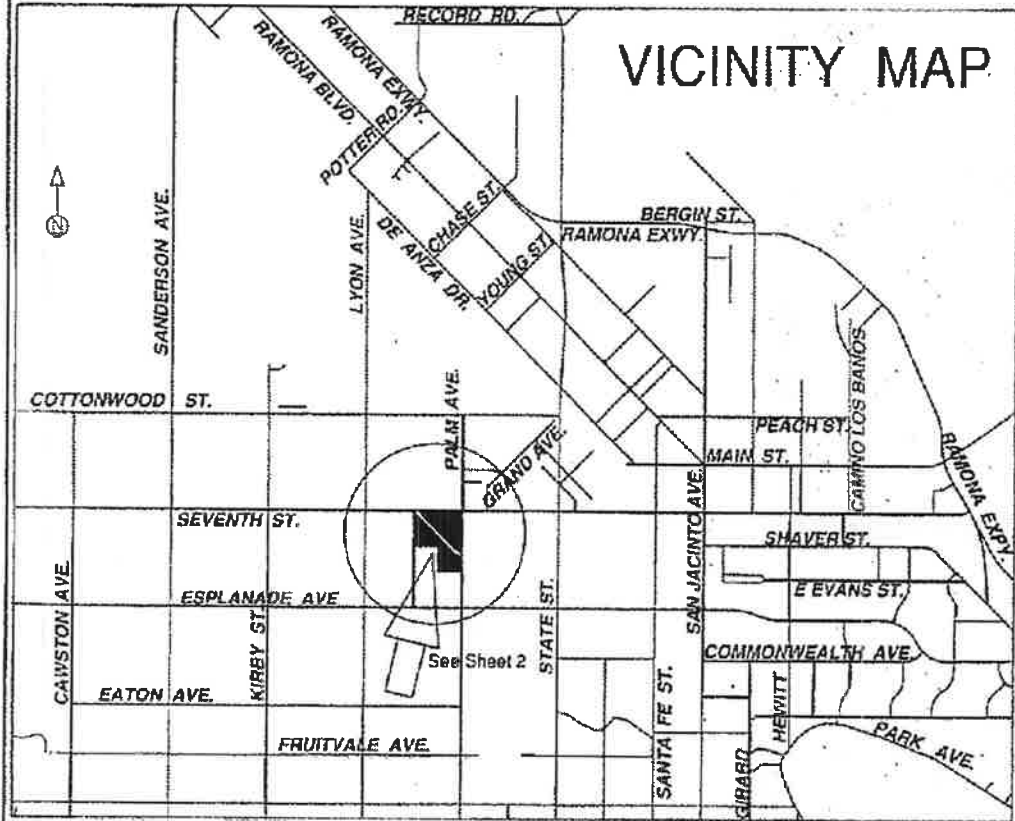 RECORD RD.
VICINITY MAP
RAMONA EXWY.
RAMONA BLVD.
POTTER RD.
SANDERSON AVE.
LYON AVE.
CHASE ST.
DE ANZA DR.
YOUNG ST.
BERGIN ST.
RAMONA EXWY.
COTTONWOOD ST.
PALM AVE.
GRAND AVE.
PEACH ST.
CAMINO LOS BANOS
MAIN ST.
RAMONA EXPY.
SEVENTH ST.
SAN JACINTO AVE.
SHAVER ST.
E EVANS ST.
CAWSTON AVE.
ESPLANADE AVE
KIRBY ST.
STATE ST.
See Sheet 2
COMMONWEALTH AVE.
EATON AVE.
SANTA FE ST.
HEWITT
GIRARD
PARK AVE.
FRUITVALE AVE.